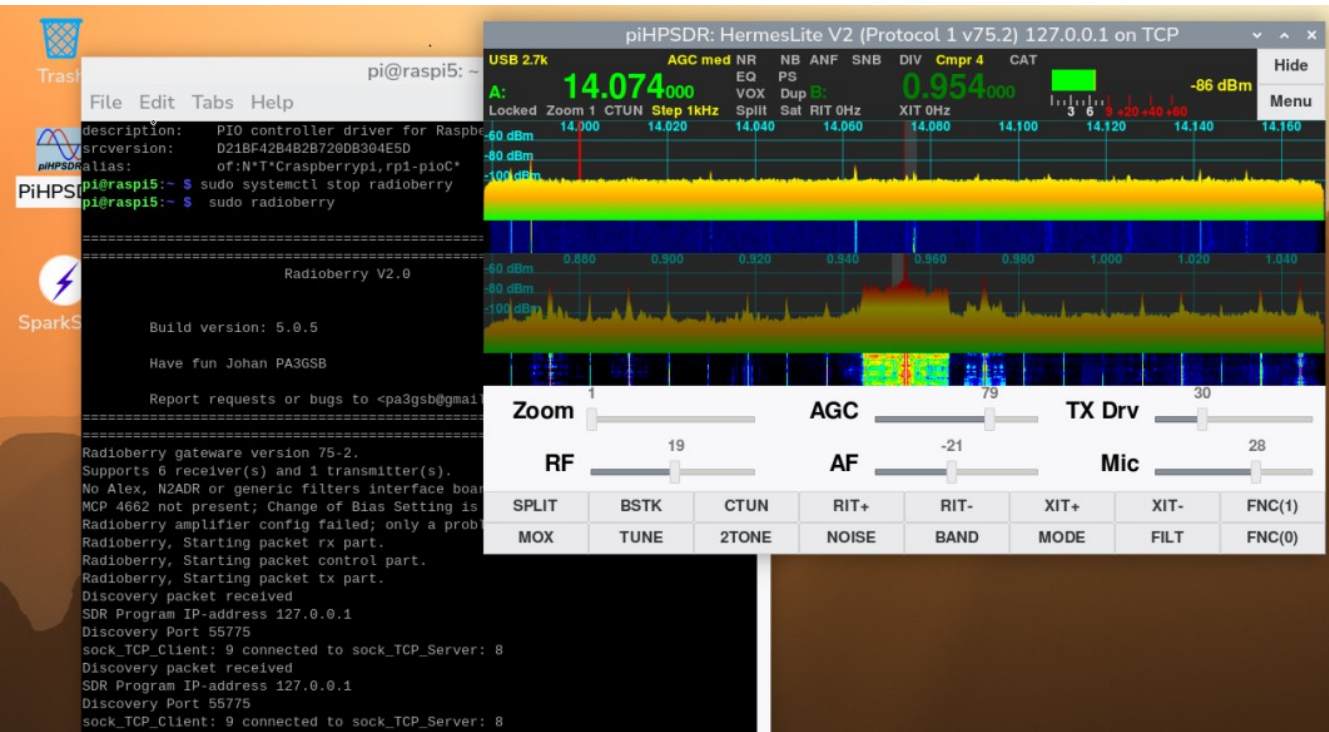 Trash
piHPSDR
PiHPSD
SparkS
pi@raspi5: ~
File Edit Tabs Help
description: PIO controller driver for Raspbe
srcversion: D21BF42B4B2B720DB304E5D
alias: of:N*T*Craspberrypi,rp1-pioC*
pi@raspi5:~ $ sudo systemctl stop radioberry
pi@raspi5:~ $ sudo radioberry
====================================================
====================================================
Radioberry V2.0
Build version: 5.0.5
Have fun Johan PA3GSB
Report requests or bugs to <pa3gsb@gmai
====================================================
====================================================
Radioberry gateware version 75-2.
Supports 6 receiver(s) and 1 transmitter(s).
No Alex, N2ADR or generic filters interface boar
MCP 4662 not present; Change of Bias Setting is
Radioberry amplifier config failed; only a probl
Radioberry, Starting packet rx part.
Radioberry, Starting packet control part.
Radioberry, Starting packet tx part.
Discovery packet received
SDR Program IP-address 127.0.0.1
Discovery Port 55775
sock_TCP_Client: 9 connected to sock_TCP_Server: 8
Discovery packet received
SDR Program IP-address 127.0.0.1
Discovery Port 55775
sock_TCP_Client: 9 connected to sock_TCP_Server: 8
piHPSDR: HermesLite V2 (Protocol 1 v75.2) 127.0.0.1 on TCP
USB 2.7k AGC med NR NB ANF SNB DIV Cmpr 4 CAT
Hide
EQ PS
A: 14.074000 VOX Dup B: 0.954000 -86 dBm
Menu
Locked Zoom 1 CTUN Step 1kHz Split Sat RIT 0Hz XIT 0Hz
3 6 9 +20 +40 +60
14.000 14.020 14.040 14.060 14.080 14.100 14.120 14.140 14.160
-60 dBm
-80 dBm
-100 dBm
0.880 0.900 0.920 0.940 0.960 0.980 1.000 1.020 1.040
-60 dBm
-80 dBm
-100 dBm
Zoom 1 AGC 79 TX Drv 30
RF 19 AF -21 Mic 28
SPLIT BSTK CTUN RIT+ RIT- XIT+ XIT- FNC(1)
MOX TUNE 2TONE NOISE BAND MODE FILT FNC(0)